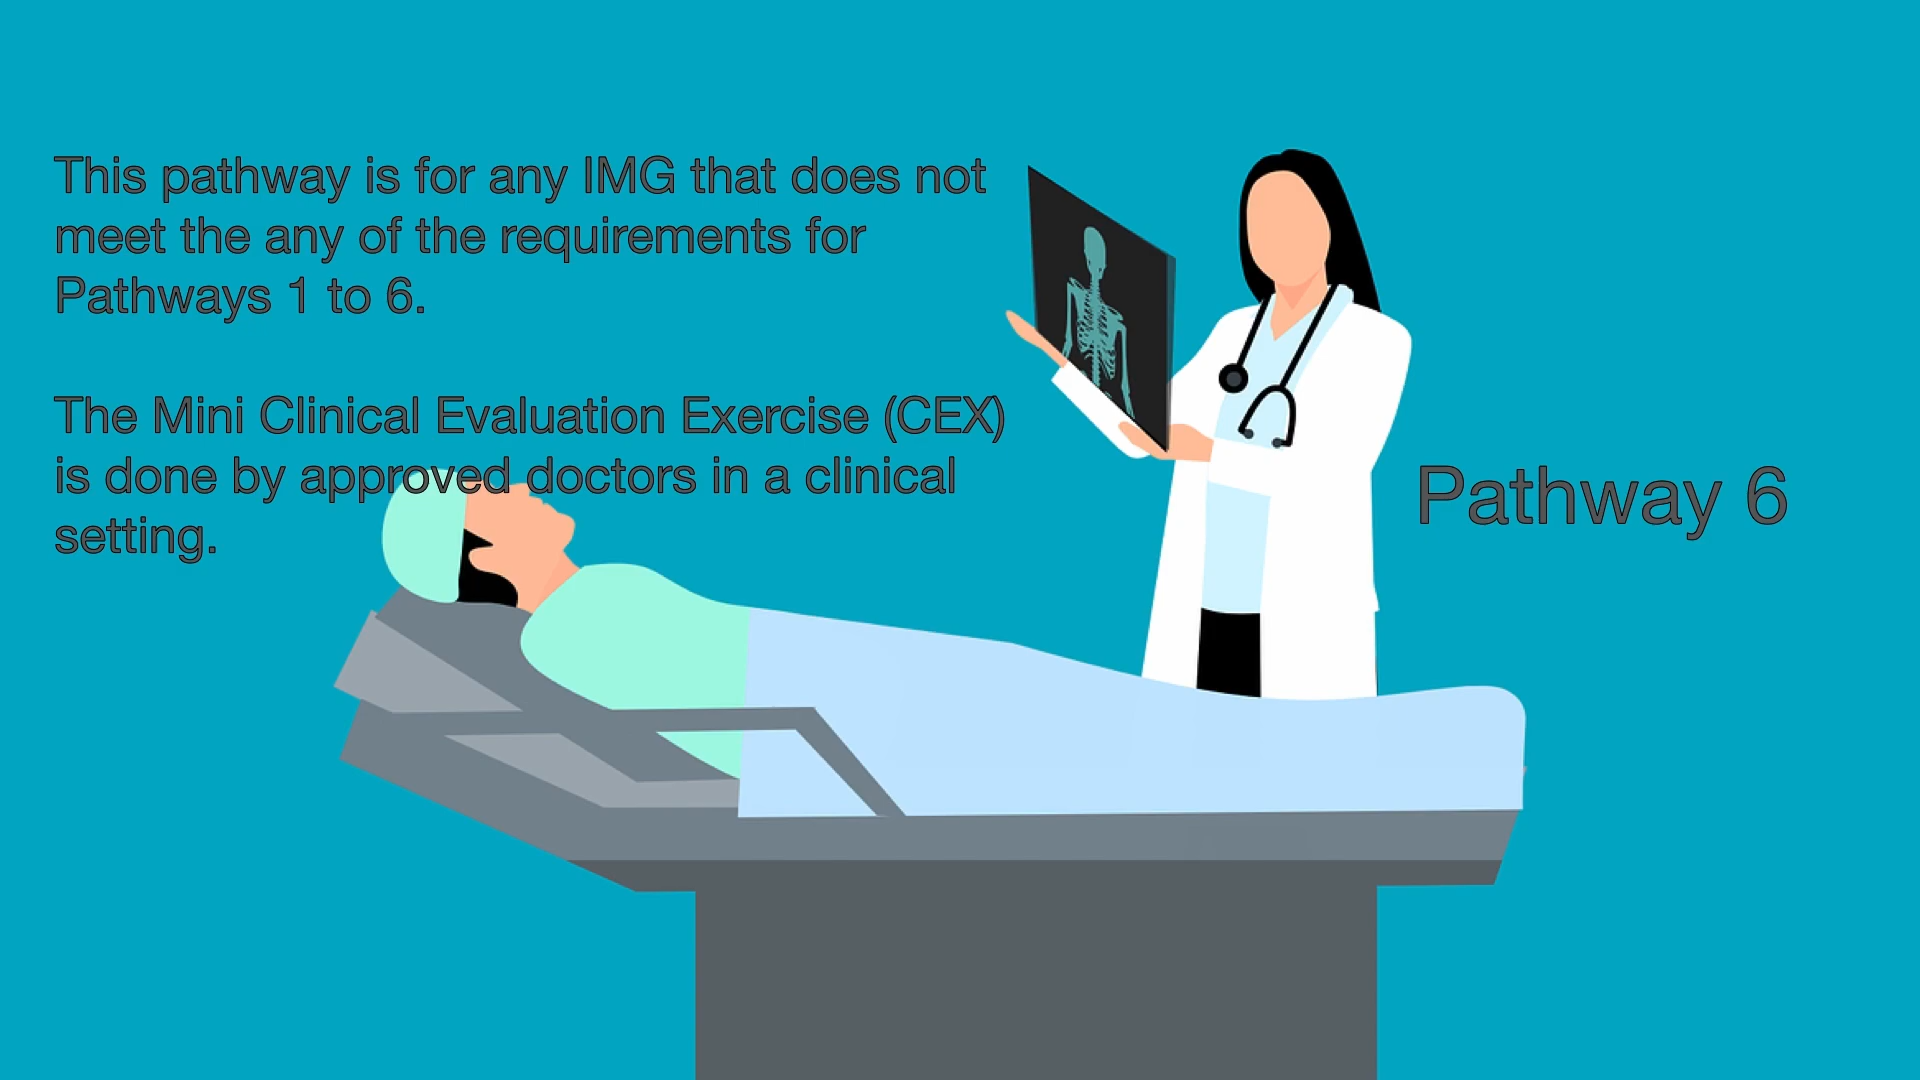 This pathway is for any IMG that does not
meet the any of the requirements for
Pathways 1 to 6.
The Mini Clinical Evaluation Exercise (CEX)
is done by approved doctors in a clinical
setting.
Pathway 6